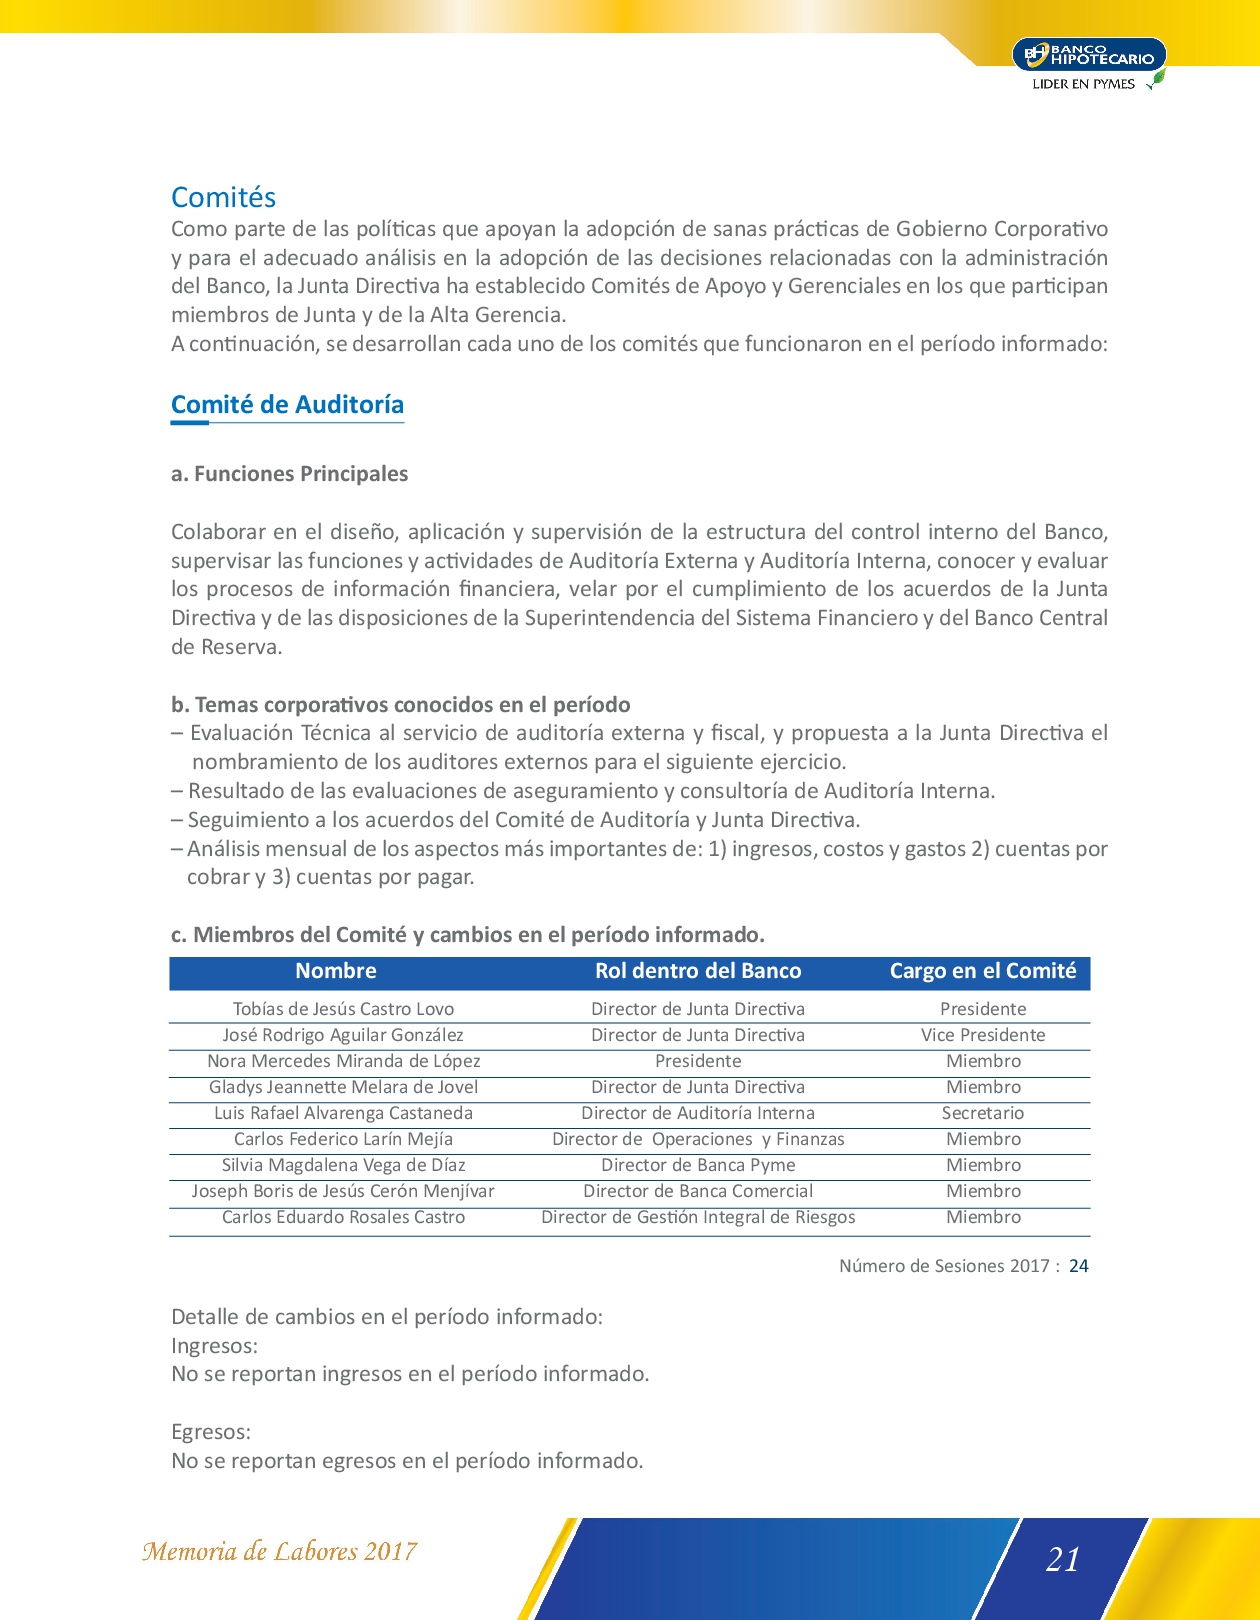 BH BANCO
HIPOTECARIO
LIDER EN PYMES
Comités
Como parte de las políticas que apoyan la adopción de sanas prácticas de Gobierno Corporativo
y para el adecuado análisis en la adopción de las decisiones relacionadas con la administración
del Banco, la Junta Directiva ha establecido Comités de Apoyo y Gerenciales en los que participan
miembros de Junta y de la Alta Gerencia.
A continuación, se desarrollan cada uno de los comités que funcionaron en el período informado:
Comité de Auditoría
a. Funciones Principales
Colaborar en el diseño, aplicación y supervisión de la estructura del control interno del Banco,
supervisar las funciones y actividades de Auditoría Externa y Auditoría Interna, conocer y evaluar
los procesos de información financiera, velar por el cumplimiento de los acuerdos de la Junta
Directiva y de las disposiciones de la Superintendencia del Sistema Financiero y del Banco Central
de Reserva.
b. Temas corporativos conocidos en el período
– Evaluación Técnica al servicio de auditoría externa y fiscal, y propuesta a la Junta Directiva el
nombramiento de los auditores externos para el siguiente ejercicio.
– Resultado de las evaluaciones de aseguramiento y consultoría de Auditoría Interna.
– Seguimiento a los acuerdos del Comité de Auditoría y Junta Directiva.
– Análisis mensual de los aspectos más importantes de: 1) ingresos, costos y gastos 2) cuentas por
cobrar y 3) cuentas por pagar.
c. Miembros del Comité y cambios en el período informado.
Nombre Rol dentro del Banco Cargo en el Comité
Tobías de Jesús Castro Lovo Director de Junta Directiva Presidente
José Rodrigo Aguilar González Director de Junta Directiva Vice Presidente
Nora Mercedes Miranda de López Presidente Miembro
Gladys Jeannette Melara de Jovel Director de Junta Directiva Miembro
Luis Rafael Alvarenga Castaneda Director de Auditoría Interna Secretario
Carlos Federico Larín Mejía Director de Operaciones y Finanzas Miembro
Silvia Magdalena Vega de Díaz Director de Banca Pyme Miembro
Joseph Boris de Jesús Cerón Menjívar Director de Banca Comercial Miembro
Carlos Eduardo Rosales Castro Director de Gestión Integral de Riesgos Miembro
Número de Sesiones 2017 : 24
Detalle de cambios en el período informado:
Ingresos:
No se reportan ingresos en el período informado.
Egresos:
No se reportan egresos en el período informado.
Memoria de Labores 2017
21